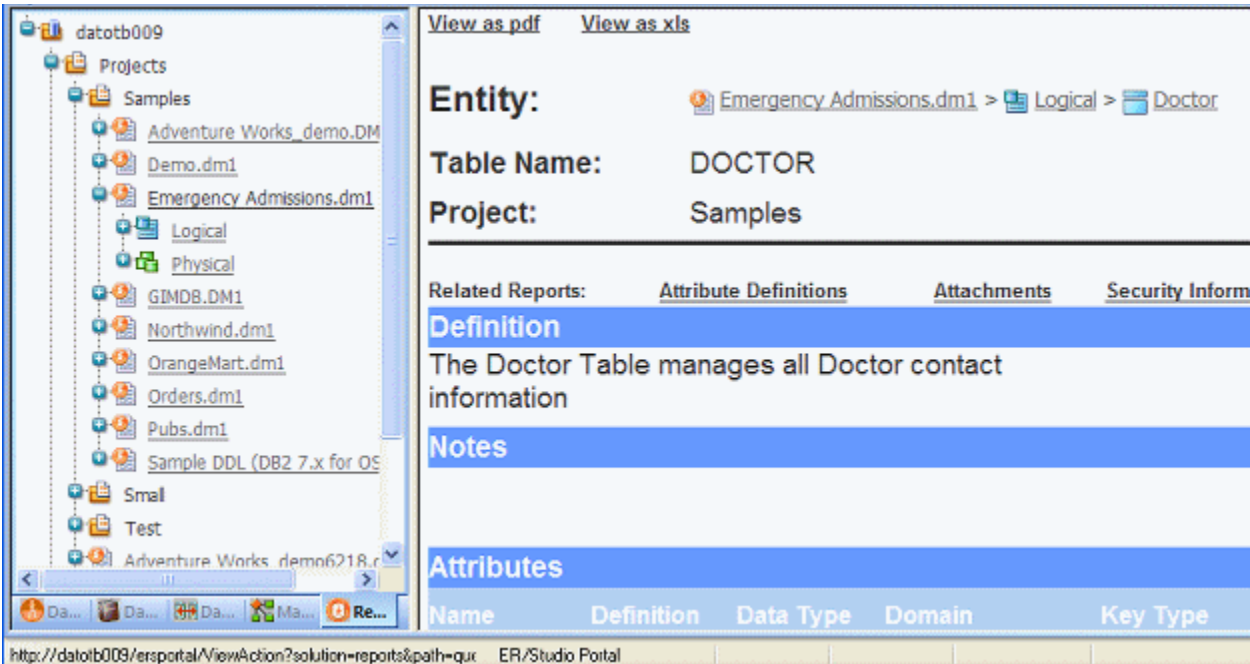 datotb009
Projects
Samples
Adventure Works_demo.DM
Demo.dm1
Emergency Admissions.dm1
Logical
Physical
GIMDB.DM1
Northwind.dm1
OrangeMart.dm1
Orders.dm1
Pubs.dm1
Sample DDL (DB2 7.x for OS
Small
Test
Adventure Works_demo6218.
Da... Da... Da... Ma... Re...
View as pdf View as xls
Entity: Emergency Admissions.dm1 > Logical > Doctor
Table Name: DOCTOR
Project: Samples
Related Reports: Attribute Definitions Attachments Security Inform
Definition
The Doctor Table manages all Doctor contact
information
Notes
Attributes
Name Definition Data Type Domain Key Type
http://datotb009/ersportal/ViewAction?solution=reports&path=que ER/Studio Portal